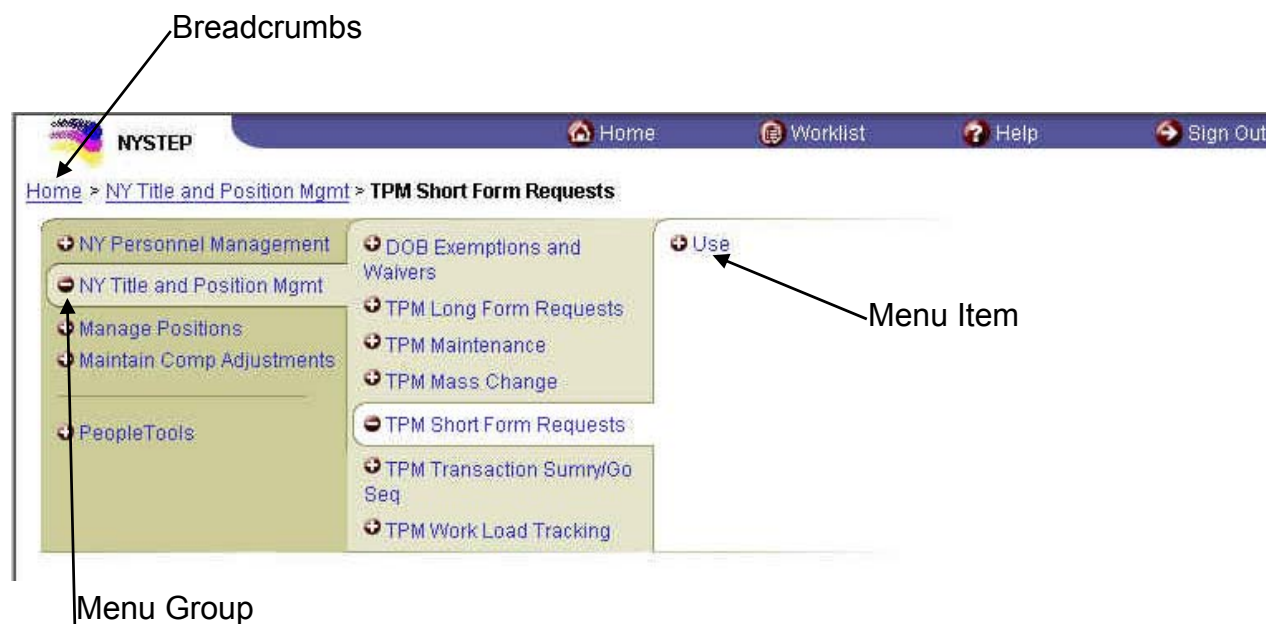 Breadcrumbs
NYSTEP
Home
Worklist
Help
Sign Out
Home > NY Title and Position Mgmt > TPM Short Form Requests
NY Personnel Management
NY Title and Position Mgmt
Manage Positions
Maintain Comp Adjustments
PeopleTools
DOB Exemptions and
Waivers
TPM Long Form Requests
TPM Maintenance
TPM Mass Change
TPM Short Form Requests
TPM Transaction Sumry/Go
Seq
TPM Work Load Tracking
Use
Menu Item
Menu Group